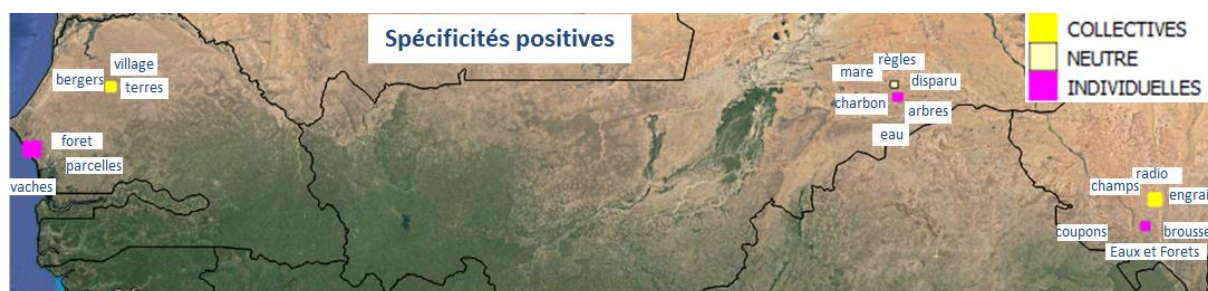 Spécificités positives
COLLECTIVES
NEUTRE
INDIVIDUELLES
village
bergers
terres
foret
parcelles
vaches
règles
mare
disparu
charbon
arbres
eau
radio
champs
engrai
coupons
brousse
Eaux et Forets